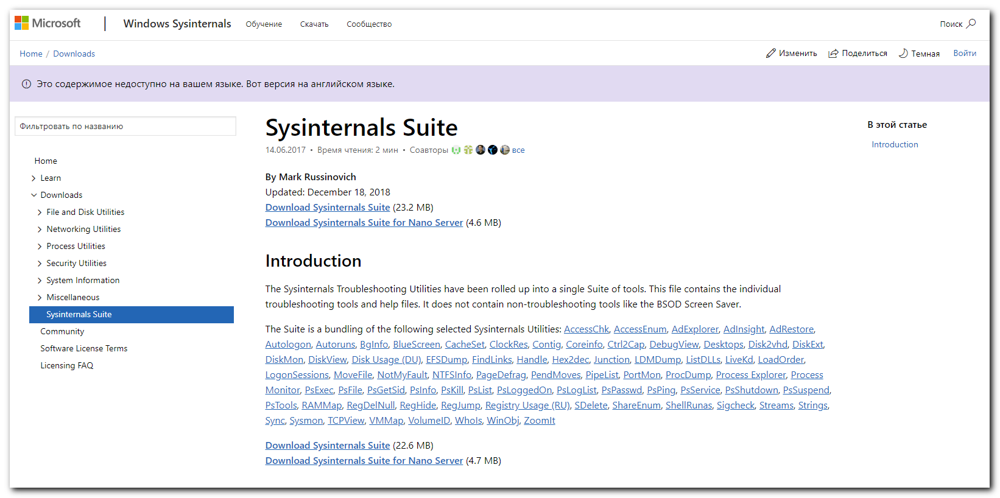 Microsoft Windows Sysinternals Обучение Скачать Сообщество Поиск
Home / Downloads Изменить Поделиться Темная Войти
Это содержимое недоступно на вашем языке. Вот версия на английском языке.
Фильтровать по названию
Home
Learn
Downloads
File and Disk Utilities
Networking Utilities
Process Utilities
Security Utilities
System Information
Miscellaneous
Sysinternals Suite
Community
Software License Terms
Licensing FAQ
Sysinternals Suite
14.06.2017 • Время чтения: 2 мин • Соавторы все
By Mark Russinovich
Updated: December 18, 2018
Download Sysinternals Suite (23.2 MB)
Download Sysinternals Suite for Nano Server (4.6 MB)
Introduction
The Sysinternals Troubleshooting Utilities have been rolled up into a single Suite of tools. This file contains the individual
troubleshooting tools and help files. It does not contain non-troubleshooting tools like the BSOD Screen Saver.
The Suite is a bundling of the following selected Sysinternals Utilities: AccessChk, AccessEnum, AdExplorer, AdInsight, AdRestore,
Autologon, Autoruns, BgInfo, BlueScreen, CacheSet, ClockRes, Contig, Coreinfo, Ctrl2Cap, DebugView, Desktops, Disk2vhd, DiskExt,
DiskMon, DiskView, Disk Usage (DU), EFSDump, FindLinks, Handle, Hex2dec, Junction, LDMDump, ListDLLs, LiveKd, LoadOrder,
LogonSessions, MoveFile, NotMyFault, NTFSInfo, PageDefrag, PendMoves, PipeList, PortMon, ProcDump, Process Explorer, Process
Monitor, PsExec, PsFile, PsGetSid, PsInfo, PsKill, PsList, PsLoggedOn, PsLogList, PsPasswd, PsPing, PsService, PsShutdown, PsSuspend,
PsTools, RAMMap, RegDelNull, RegHide, RegJump, Registry Usage (RU), SDelete, ShareEnum, ShellRunas, Sigcheck, Streams, Strings,
Sync, Sysmon, TCPView, VMMap, VolumeID, WhoIs, WinObj, ZoomIt
Download Sysinternals Suite (22.6 MB)
Download Sysinternals Suite for Nano Server (4.7 MB)
В этой статье
Introduction